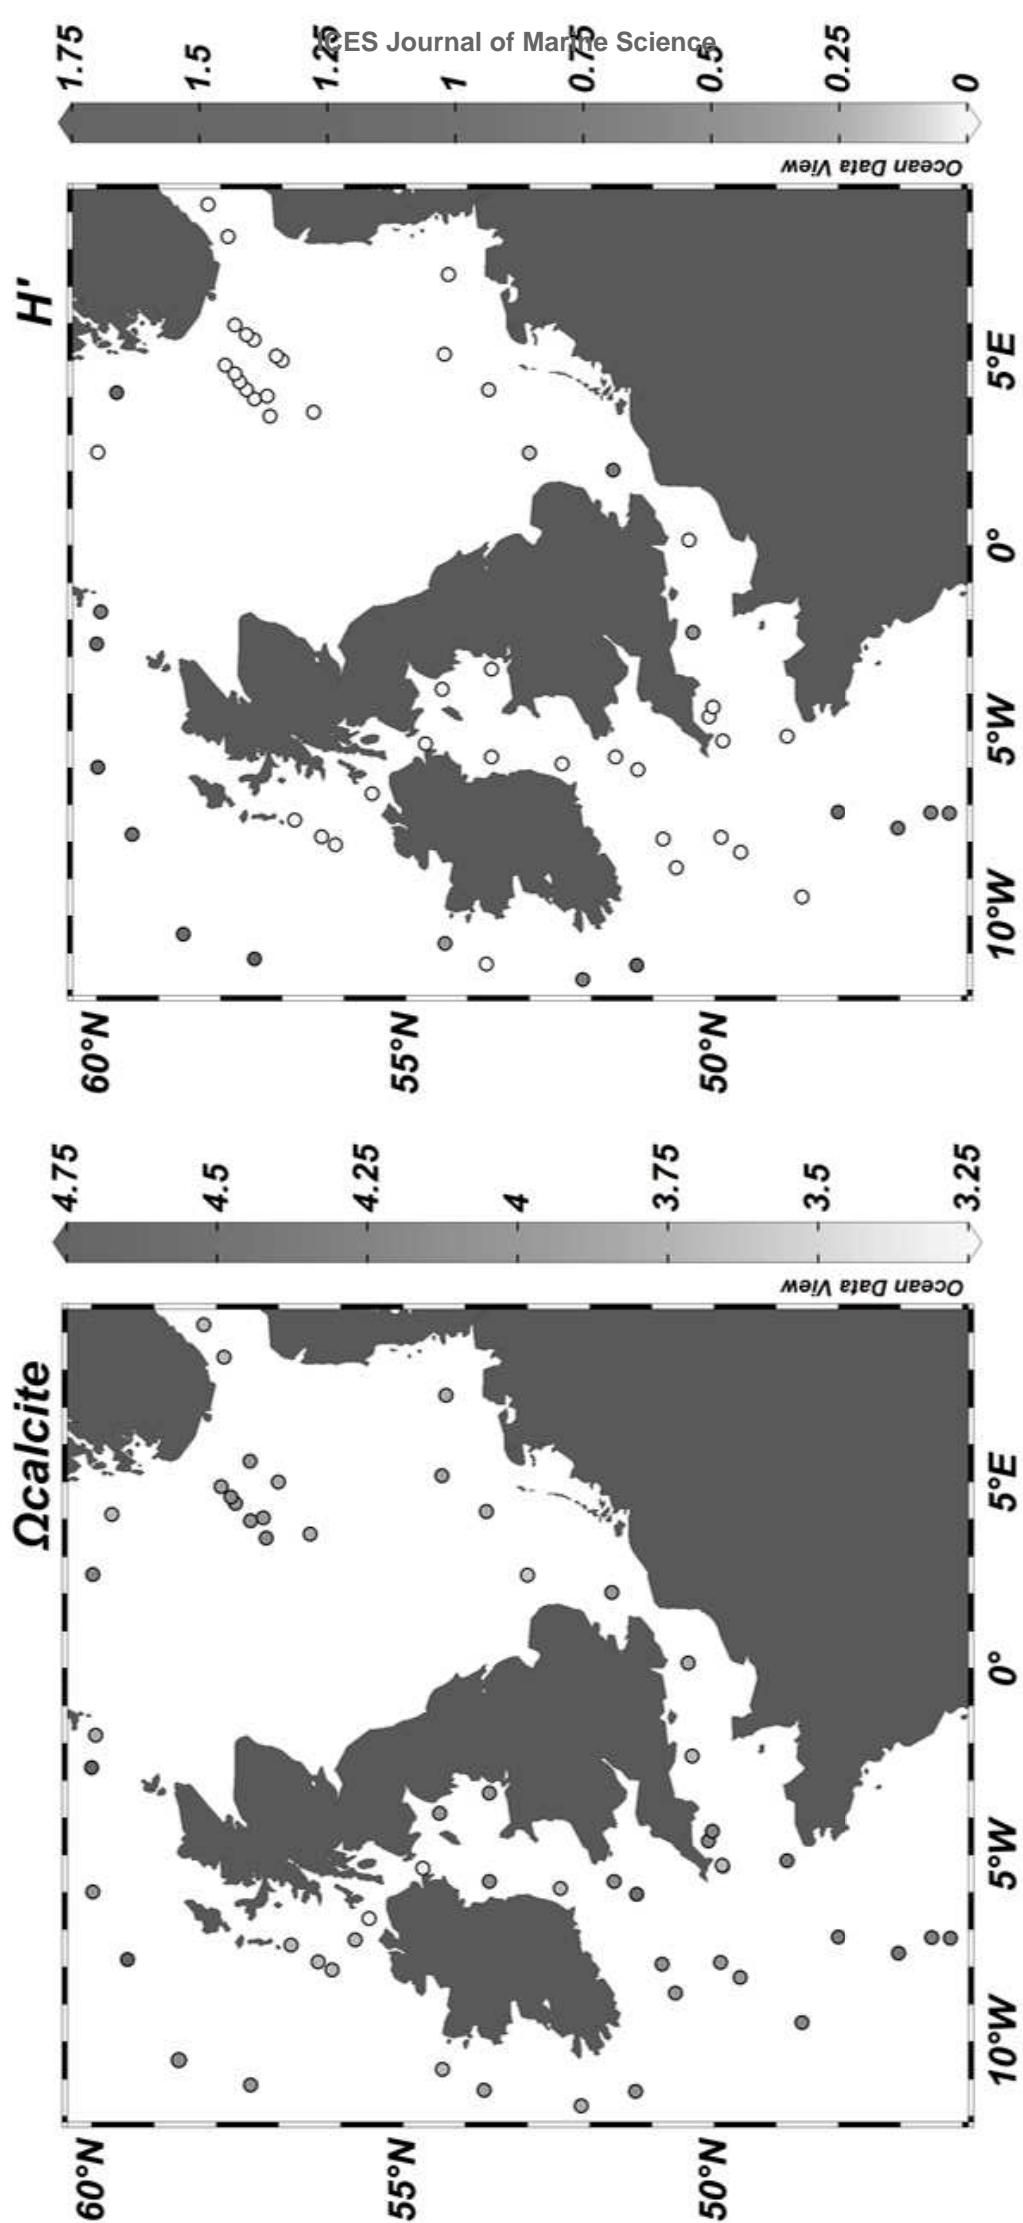 ICES Journal of Marine Science
H'
1.75
1.5
1.25
1
0.75
0.5
0.25
0
Ocean Data View
60°N
55°N
50°N
10°W
5°W
0°
5°E
Ωcalcite
4.75
4.5
4.25
4
3.75
3.5
3.25
Ocean Data View
60°N
55°N
50°N
10°W
5°W
0°
5°E